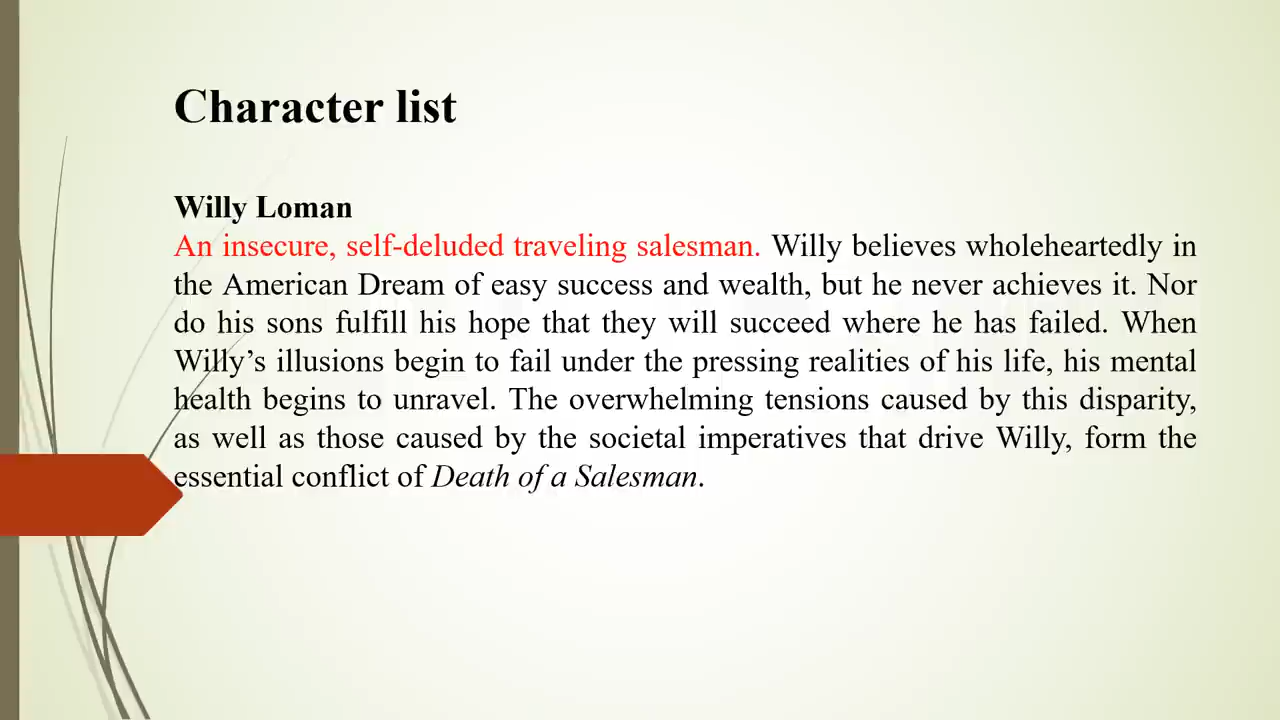 Character list
Willy Loman
An insecure, self-deluded traveling salesman. Willy believes wholeheartedly in
the American Dream of easy success and wealth, but he never achieves it. Nor
do his sons fulfill his hope that they will succeed where he has failed. When
Willy’s illusions begin to fail under the pressing realities of his life, his mental
health begins to unravel. The overwhelming tensions caused by this disparity,
as well as those caused by the societal imperatives that drive Willy, form the
essential conflict of Death of a Salesman.